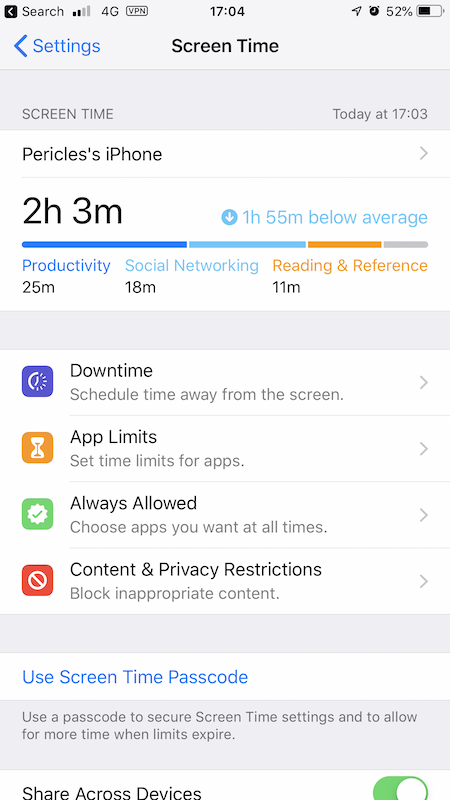 Search 4G VPN 17:04 52%
Settings Screen Time
SCREEN TIME Today at 17:03
Pericles's iPhone
2h 3m 1h 55m below average
Productivity Social Networking Reading & Reference
25m 18m 11m
Downtime
Schedule time away from the screen.
App Limits
Set time limits for apps.
Always Allowed
Choose apps you want at all times.
Content & Privacy Restrictions
Block inappropriate content.
Use Screen Time Passcode
Use a passcode to secure Screen Time settings and to allow
for more time when limits expire.
Share Across Devices